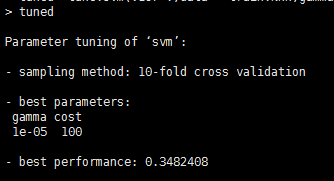 > tuned
Parameter tuning of ‘svm’:
- sampling method: 10-fold cross validation
- best parameters:
gamma cost
1e-05 100
- best performance: 0.3482408